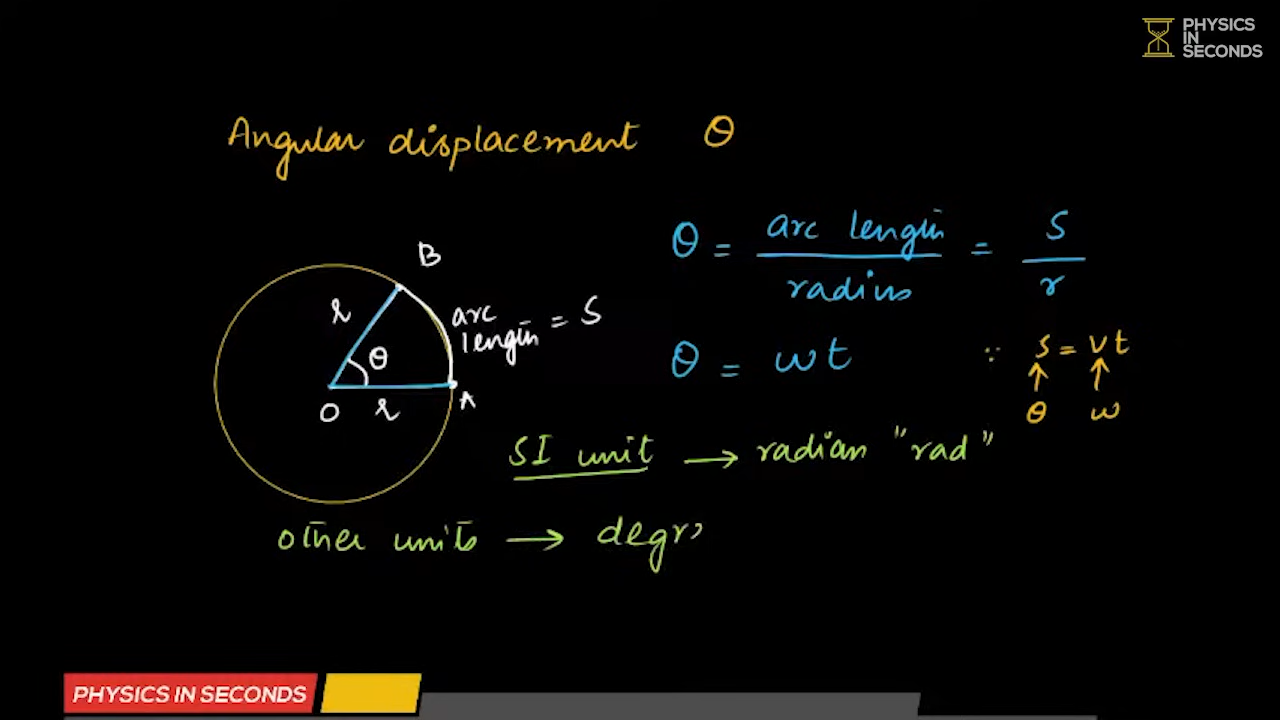 PHYSICS
IN
SECONDS
Angular displacement θ
θ = arc length / radius = S / r
B
r
arc length = S
θ
O
r
A
θ = ωt
∵ s = vt
θ ω
SI unit → radian "rad"
other units → degr
PHYSICS IN SECONDS